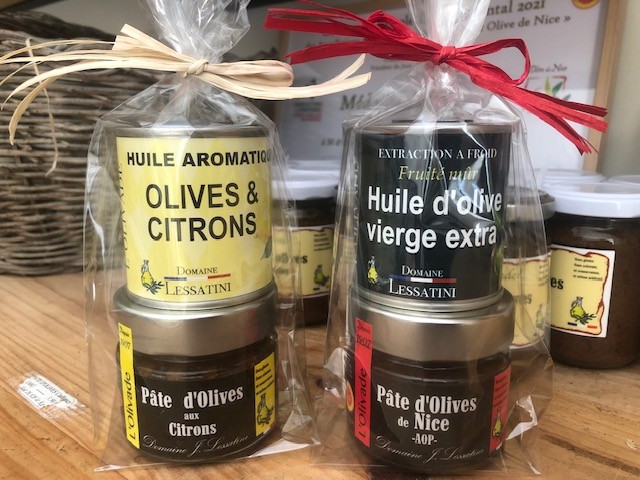 ntal 2021
Olive de Nice »
HUILE AROMATIQU
OLIVES &
CITRONS
DOMAINE
LESSATINI
L'Olivade
Pâte d'Olives
aux
Citrons
Domaine J. Lessatini
EXTRACTION A FROID
Fruité mûr
Huile d'olive
vierge extra
DOMAINE
LESSATINI
L'Olivade
Pâte d'Olives
de Nice
-AOP-
Domaine J. Lessatini